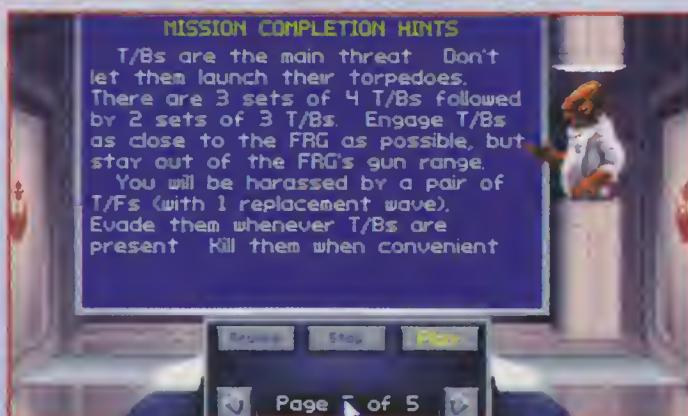 MISSION COMPLETION HINTS
T/Bs are the main threat Don't
let them launch their torpedoes.
There are 3 sets of 4 T/Bs followed
by 2 sets of 3 T/Bs. Engage T/Bs
as close to the FRG as possible, but
stay out of the FRG's gun range.
You will be harassed by a pair of
T/Fs (with 1 replacement wave).
Evade them whenever T/Bs are
present Kill them when convenient
Stop Play
Page of 5